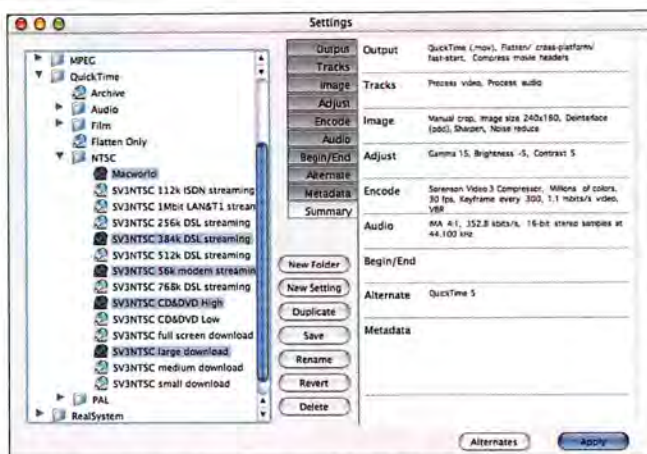 Settings
MPEG
QuickTime
Archive
Audio
Film
Flatten Only
NTSC
Macworld
SV3NTSC 112k ISDN streaming
SV3NTSC 1Mbit LAN&T1 stream
SV3NTSC 256k DSL streaming
SV3NTSC 384k DSL streaming
SV3NTSC 512k DSL streaming
SV3NTSC 56k modem streamin
SV3NTSC 768k DSL streaming
SV3NTSC CD&DVD High
SV3NTSC CD&DVD Low
SV3NTSC full screen download
SV3NTSC large download
SV3NTSC medium download
SV3NTSC small download
PAL
RealSystem
Output
Tracks
Image
Adjust
Encode
Audio
Begin/End
Alternate
Metadata
Summary
New Folder
New Setting
Duplicate
Save
Rename
Revert
Delete
Output QuickTime (.mov), Flatten/ cross-platform/
fast-start, Compress movie headers
Tracks Process video, Process audio
Image Manual crop, Image size 240x180, Deinterlace
(odd), Sharpen, Noise reduce
Adjust Gamma 15, Brightness -5, Contrast 5
Encode Sorenson Video 3 Compressor, Millions of colors,
30 fps, Keyframe every 300, 1.1 mbits/s video,
VBR
Audio IMA 4:1, 352.8 kbits/s, 16-bit stereo samples at
44.100 kHz
Begin/End
Alternate QuickTime 5
Metadata
Alternates
Apply